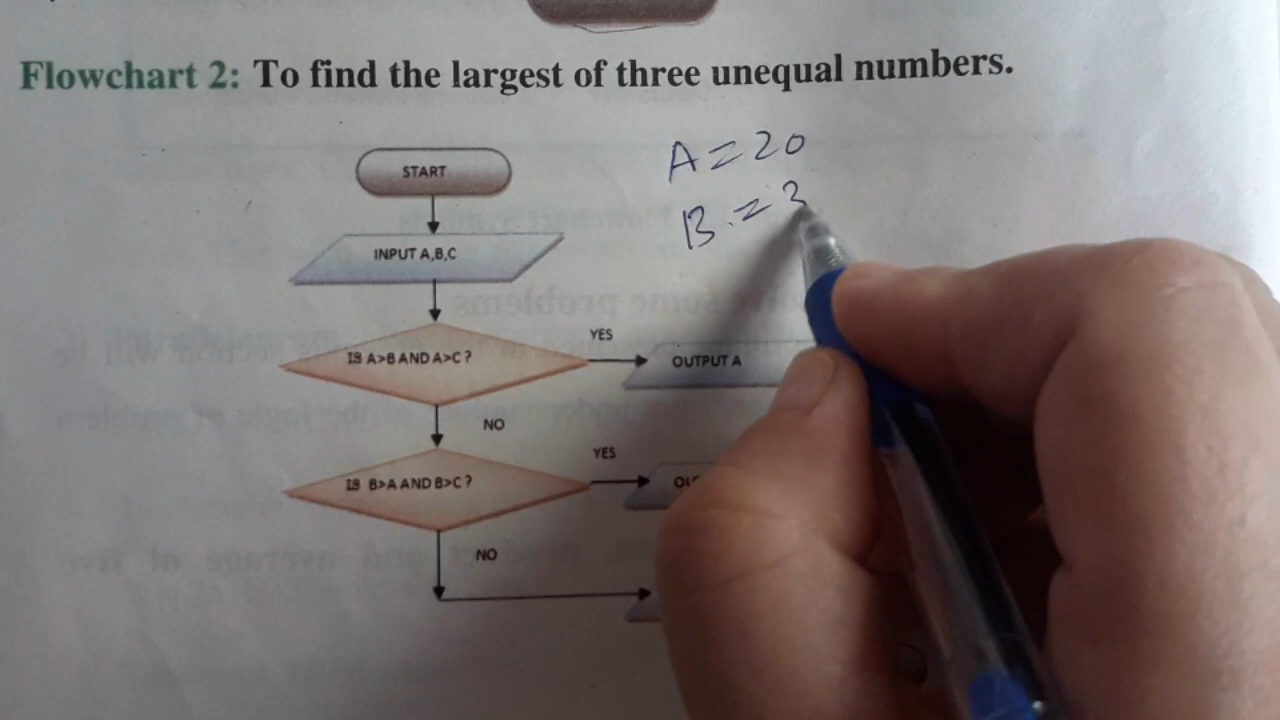 Flowchart 2: To find the largest of three unequal numbers.
A=20
B.=3
START
INPUT A,B,C
IS A>B AND A>C?
YES
OUTPUT A
NO
IS B>A AND B>C?
YES
NO